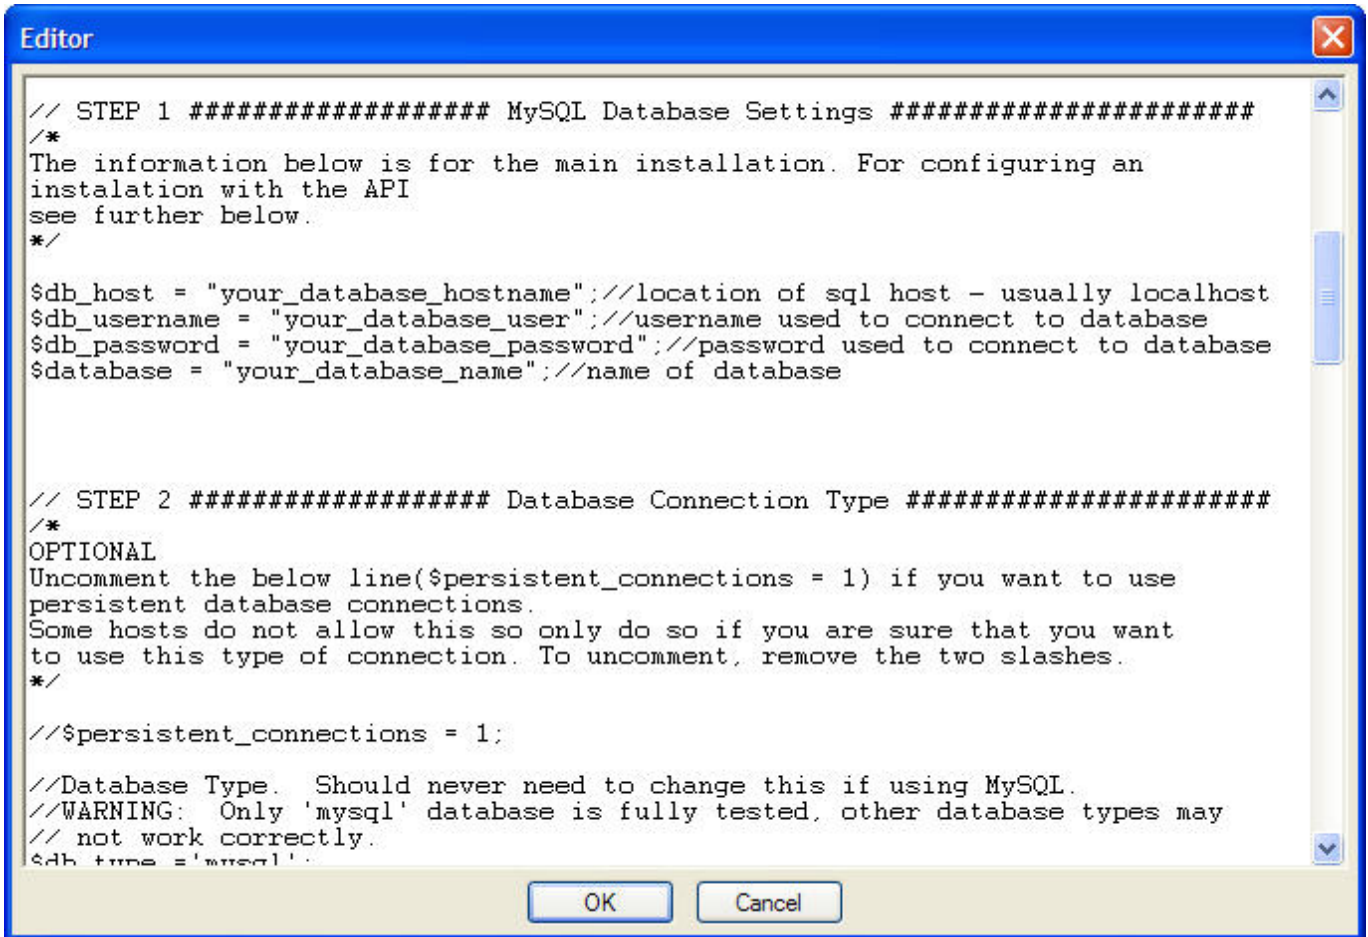 Editor
// STEP 1 ################### MySQL Database Settings #######################
/*
The information below is for the main installation. For configuring an
instalation with the API
see further below.
*/
$db_host = "your_database_hostname";//location of sql host – usually localhost
$db_username = "your_database_user";//username used to connect to database
$db_password = "your_database_password";//password used to connect to database
$database = "your_database_name";//name of database
// STEP 2 ################### Database Connection Type #######################
/*
OPTIONAL
Uncomment the below line($persistent_connections = 1) if you want to use
persistent database connections.
Some hosts do not allow this so only do so if you are sure that you want
to use this type of connection. To uncomment, remove the two slashes.
*/
//$persistent_connections = 1;
//Database Type.  Should never need to change this if using MySQL.
//WARNING:  Only 'mysql' database is fully tested, other database types may
// not work correctly.
$db_type ='mysql';
OK
Cancel